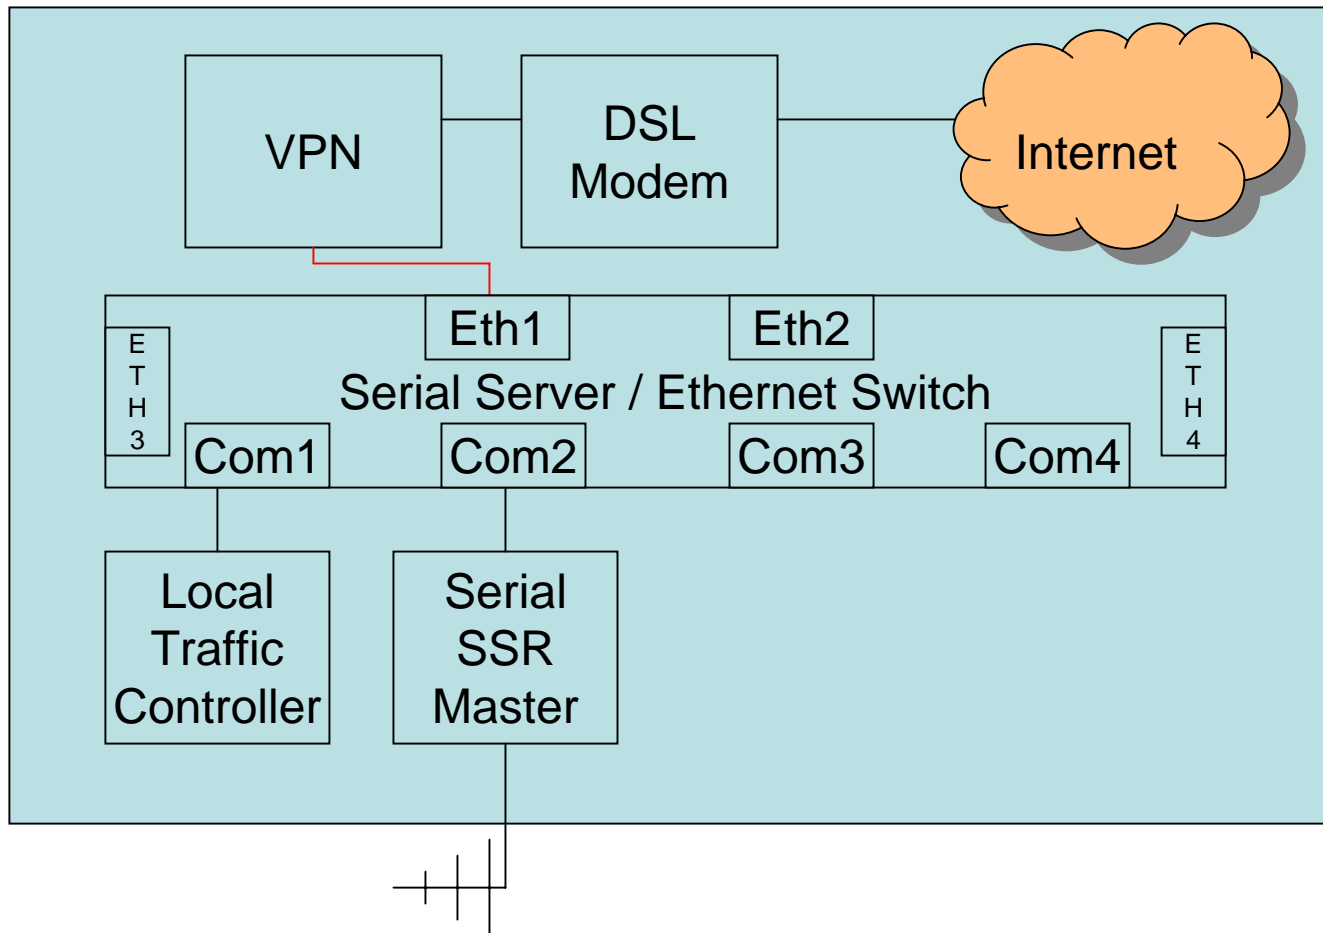 VPN
DSL
Modem
Internet
Eth1
Eth2
E
T
H
3
E
T
H
4
Serial Server / Ethernet Switch
Com1
Com2
Com3
Com4
Local
Traffic
Controller
Serial
SSR
Master